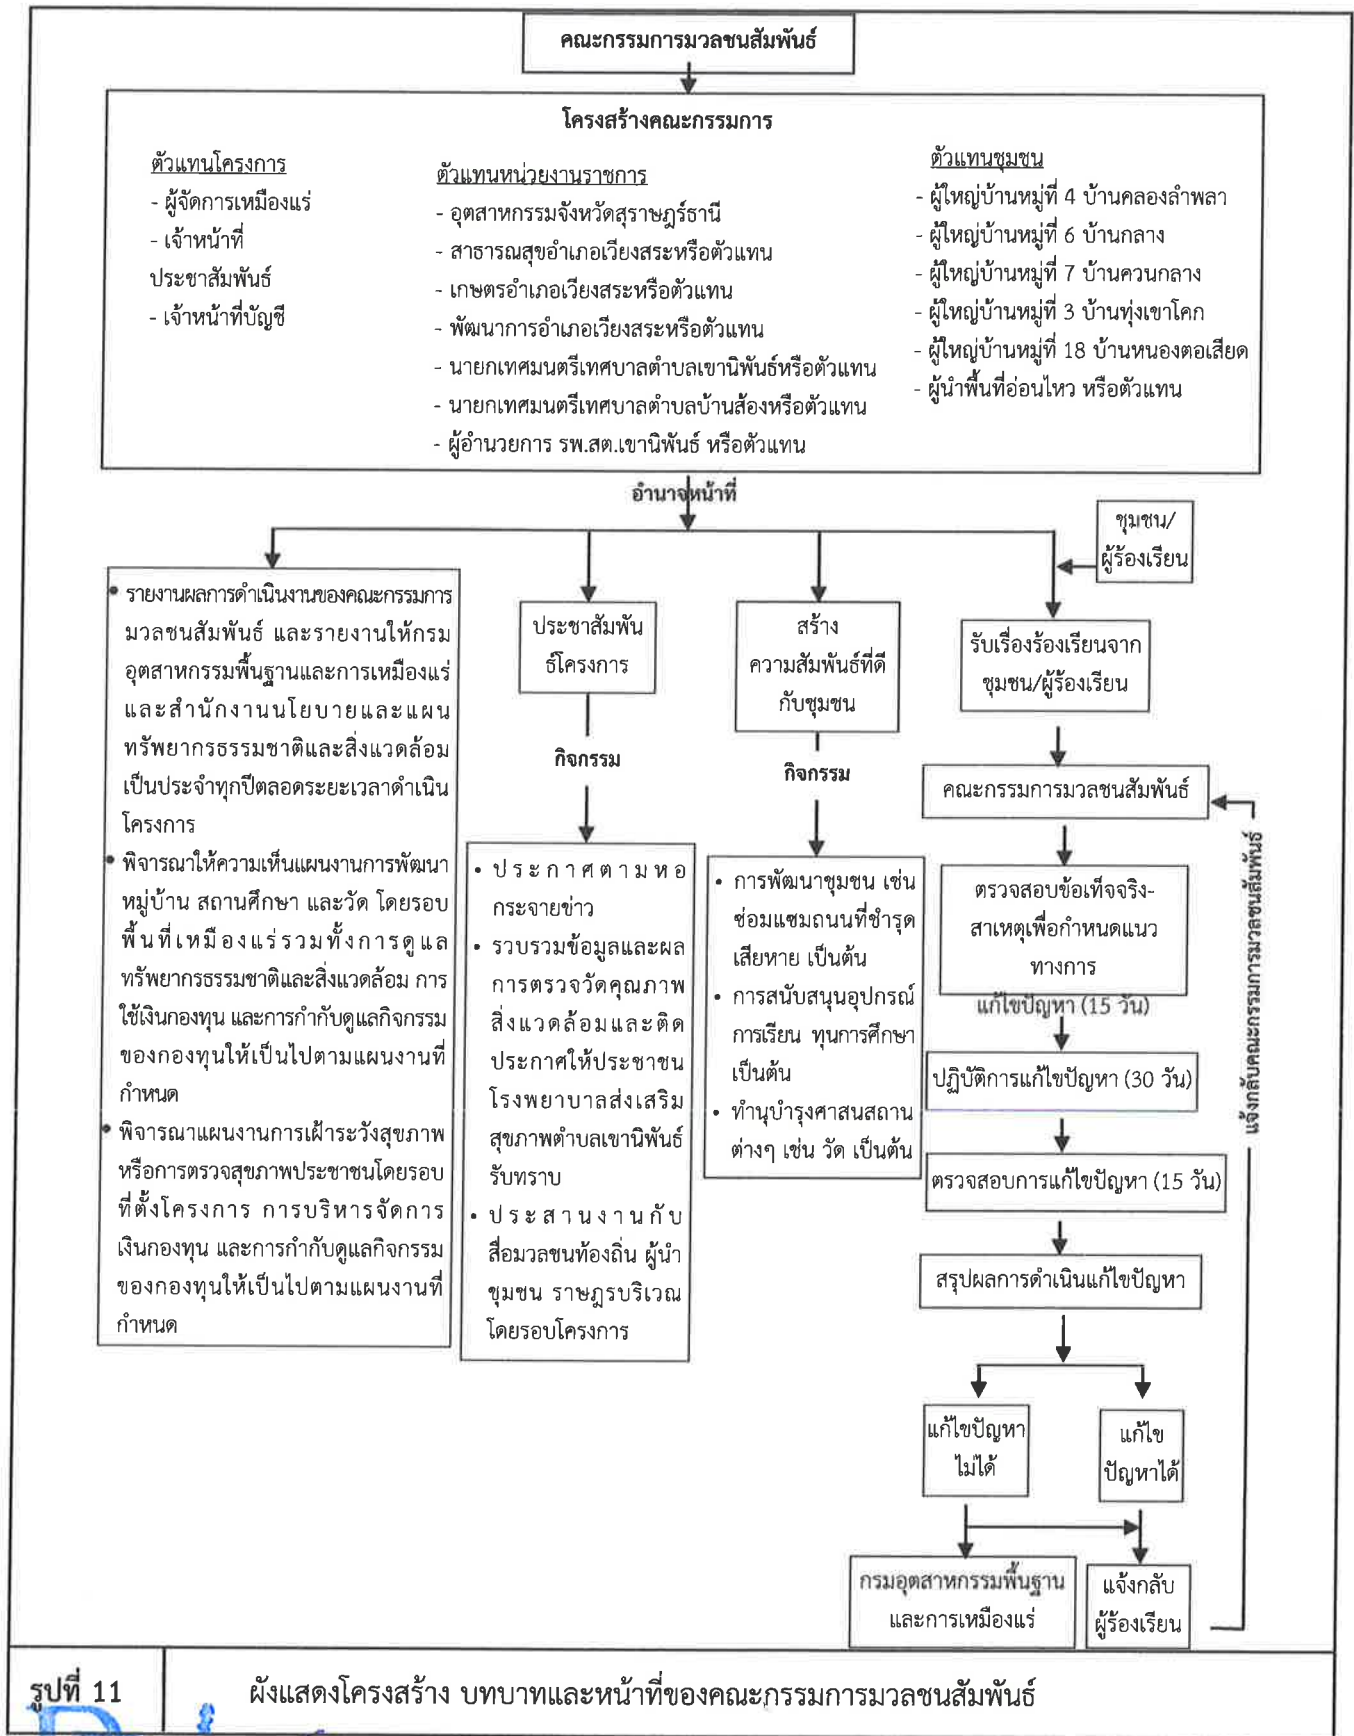 คณะกรรมการมวลชนสัมพันธ์
โครงสร้างคณะกรรมการ
ตัวแทนโครงการ
- ผู้จัดการเหมืองแร่
- เจ้าหน้าที่
ประชาสัมพันธ์
- เจ้าหน้าที่บัญชี
ตัวแทนหน่วยงานราชการ
- อุตสาหกรรมจังหวัดสุราษฎร์ธานี
- สาธารณสุขอำเภอเวียงสระหรือตัวแทน
- เกษตรอำเภอเวียงสระหรือตัวแทน
- พัฒนาการอำเภอเวียงสระหรือตัวแทน
- นายกเทศมนตรีเทศบาลตำบลเขานิพันธ์หรือตัวแทน
- นายกเทศมนตรีเทศบาลตำบลบ้านส้องหรือตัวแทน
- ผู้อำนวยการ รพ.สต.เขานิพันธ์ หรือตัวแทน
ตัวแทนชุมชน
- ผู้ใหญ่บ้านหมู่ที่ 4 บ้านคลองลำพลา
- ผู้ใหญ่บ้านหมู่ที่ 6 บ้านกลาง
- ผู้ใหญ่บ้านหมู่ที่ 7 บ้านควนกลาง
- ผู้ใหญ่บ้านหมู่ที่ 3 บ้านทุ่งเขาโคก
- ผู้ใหญ่บ้านหมู่ที่ 18 บ้านหนองตอเสียด
- ผู้นำพื้นที่อ่อนไหว หรือตัวแทน
อำนาจหน้าที่
ชุมชน/
ผู้ร้องเรียน
• รายงานผลการดำเนินงานของคณะกรรมการ
มวลชนสัมพันธ์ และรายงานให้กรม
อุตสาหกรรมพื้นฐานและการเหมืองแร่
และสำนักงานนโยบายและแผน
ทรัพยากรธรรมชาติและสิ่งแวดล้อม
เป็นประจำทุกปีตลอดระยะเวลาดำเนิน
โครงการ
• พิจารณาให้ความเห็นแผนงานการพัฒนา
หมู่บ้าน สถานศึกษา และวัด โดยรอบ
พื้นที่เหมืองแร่รวมทั้งการดูแล
ทรัพยากรธรรมชาติและสิ่งแวดล้อม การ
ใช้เงินกองทุน และการกำกับดูแลกิจกรรม
ของกองทุนให้เป็นไปตามแผนงานที่
กำหนด
• พิจารณาแผนงานการเฝ้าระวังสุขภาพ
หรือการตรวจสุขภาพประชาชนโดยรอบ
ที่ตั้งโครงการ การบริหารจัดการ
เงินกองทุน และการกำกับดูแลกิจกรรม
ของกองทุนให้เป็นไปตามแผนงานที่
กำหนด
ประชาสัมพัน
ธ์โครงการ
กิจกรรม
• ประกาศตามหอ
กระจายข่าว
• รวบรวมข้อมูลและผล
การตรวจวัดคุณภาพ
สิ่งแวดล้อมและติด
ประกาศให้ประชาชน
โรงพยาบาลส่งเสริม
สุขภาพตำบลเขานิพันธ์
รับทราบ
• ประสานงานกับ
สื่อมวลชนท้องถิ่น ผู้นำ
ชุมชน ราษฎรบริเวณ
โดยรอบโครงการ
สร้าง
ความสัมพันธ์ที่ดี
กับชุมชน
กิจกรรม
• การพัฒนาชุมชน เช่น
ซ่อมแซมถนนที่ชำรุด
เสียหาย เป็นต้น
• การสนับสนุนอุปกรณ์
การเรียน ทุนการศึกษา
เป็นต้น
• ทำนุบำรุงศาสนสถาน
ต่างๆ เช่น วัด เป็นต้น
รับเรื่องร้องเรียนจาก
ชุมชน/ผู้ร้องเรียน
คณะกรรมการมวลชนสัมพันธ์
ตรวจสอบข้อเท็จจริง-
สาเหตุเพื่อกำหนดแนว
ทางการ
แก้ไขปัญหา (15 วัน)
ปฏิบัติการแก้ไขปัญหา (30 วัน)
ตรวจสอบการแก้ไขปัญหา (15 วัน)
สรุปผลการดำเนินแก้ไขปัญหา
แก้ไขปัญหา
ไม่ได้
แก้ไข
ปัญหาได้
กรมอุตสาหกรรมพื้นฐาน
และการเหมืองแร่
แจ้งกลับ
ผู้ร้องเรียน
แจ้งกลับคณะกรรมการมวลชนสัมพันธ์
รูปที่ 11
ผังแสดงโครงสร้าง บทบาทและหน้าที่ของคณะกรรมการมวลชนสัมพันธ์